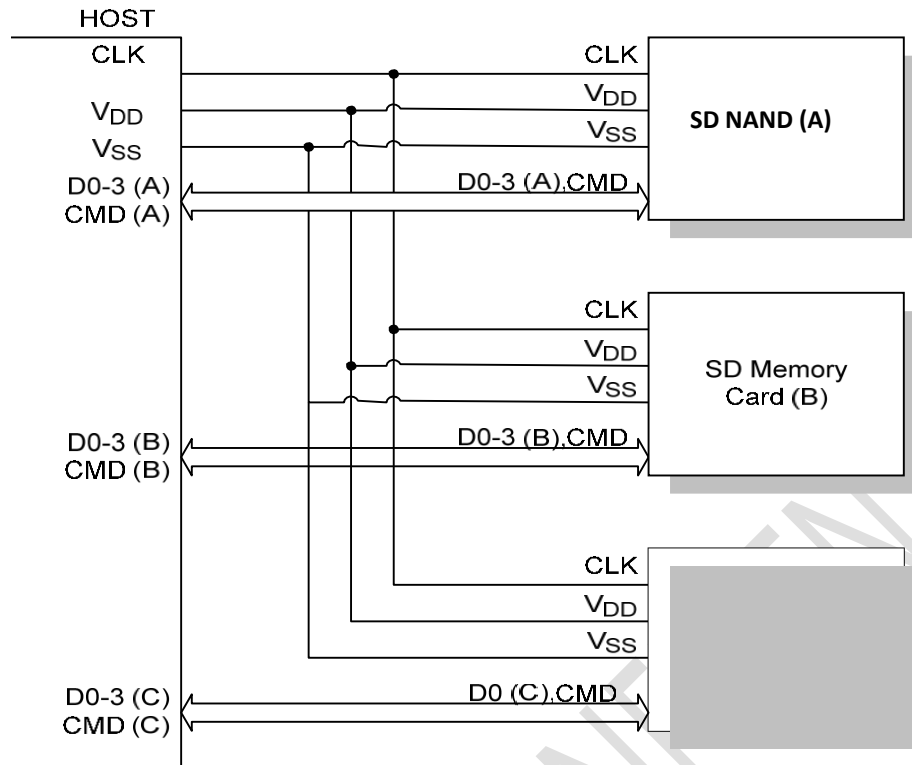 HOST
CLK
VDD
VSS
D0-3 (A)
CMD (A)
CLK
VDD
VSS
D0-3 (A),CMD
SD NAND (A)
CLK
VDD
VSS
D0-3 (B),CMD
SD Memory
Card (B)
D0-3 (B)
CMD (B)
CLK
VDD
VSS
D0 (C),CMD
D0-3 (C)
CMD (C)